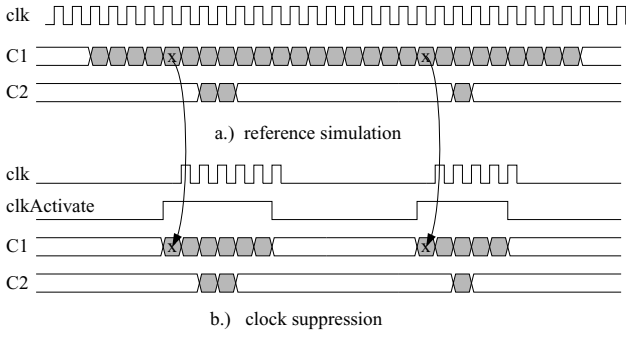 clk
C1
x
x
C2
a.) reference simulation
clk
clkActivate
C1
x
x
C2
b.) clock suppression